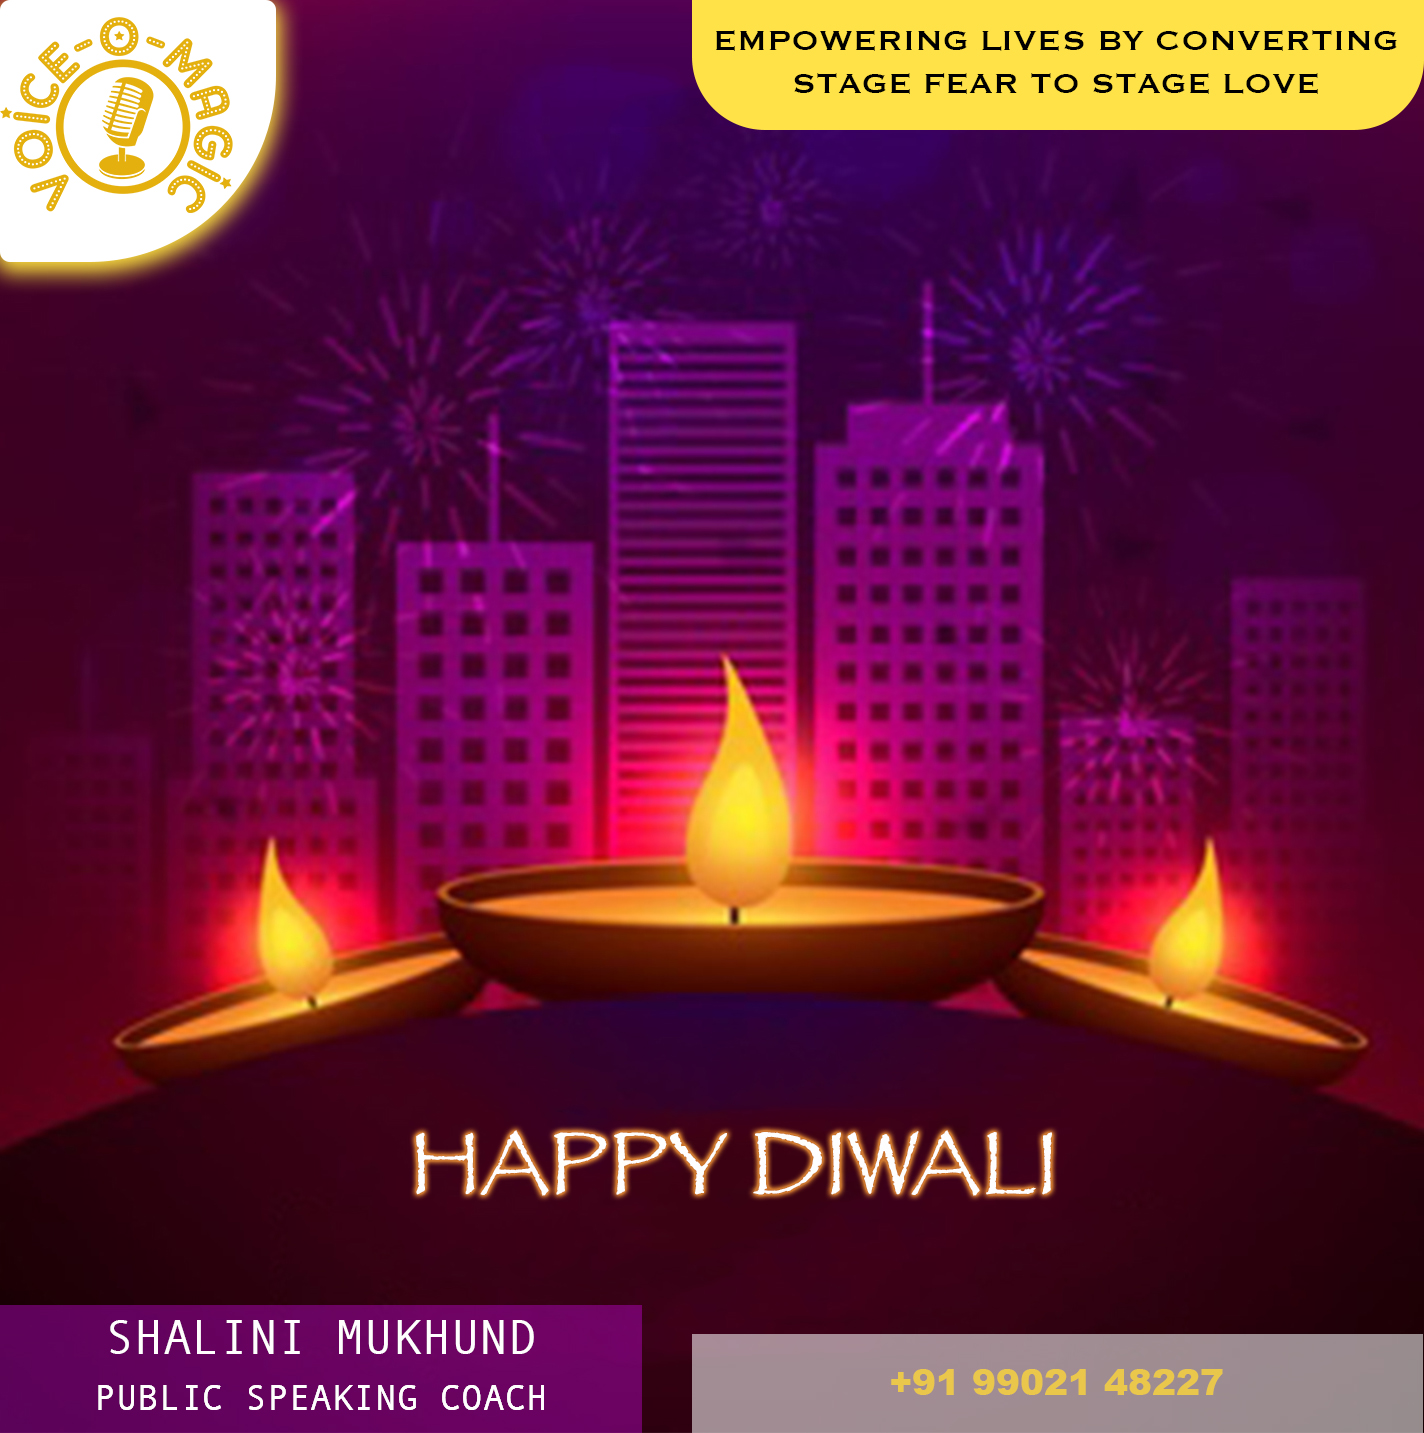 VOICE-O-MAGIC
EMPOWERING LIVES BY CONVERTING
STAGE FEAR TO STAGE LOVE
HAPPY DIWALI
SHALINI MUKHUND
PUBLIC SPEAKING COACH
+91 99021 48227